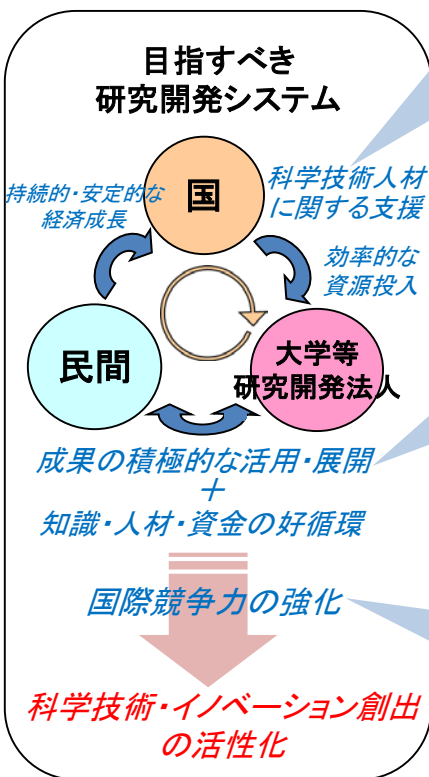 目指すべき
研究開発システム
国
持続的・安定的な
経済成長
科学技術人材
に関する支援
効率的な
資源投入
民間
大学等
研究開発法人
成果の積極的な活用・展開
＋
知識・人材・資金の好循環
国際競争力の強化
科学技術・イノベーション創出
の活性化